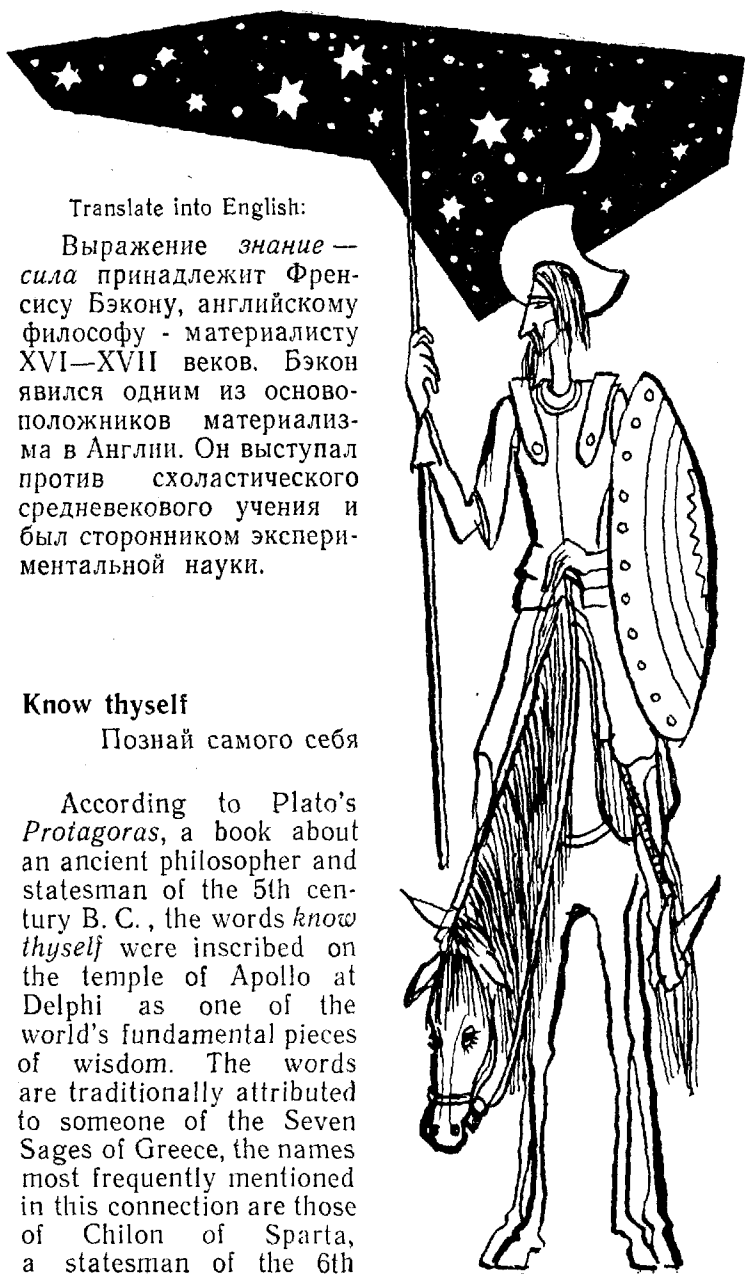 Translate into English:
Выражение знание —
сила принадлежит Френ-
сису Бэкону, английскому
философу - материалисту
XVI—XVII веков. Бэкон
явился одним из осново-
положников материализ-
ма в Англии. Он выступал
против схоластического
средневекового учения и
был сторонником экспери-
ментальной науки.
Know thyself
Познай самого себя
According to Plato's
Protagoras, a book about
an ancient philosopher and
statesman of the 5th cen-
tury B. C., the words know
thyself were inscribed on
the temple of Apollo at
Delphi as one of the
world's fundamental pieces
of wisdom. The words
are traditionally attributed
to someone of the Seven
Sages of Greece, the names
most frequently mentioned
in this connection are those
of Chilon of Sparta,
a statesman of the 6th